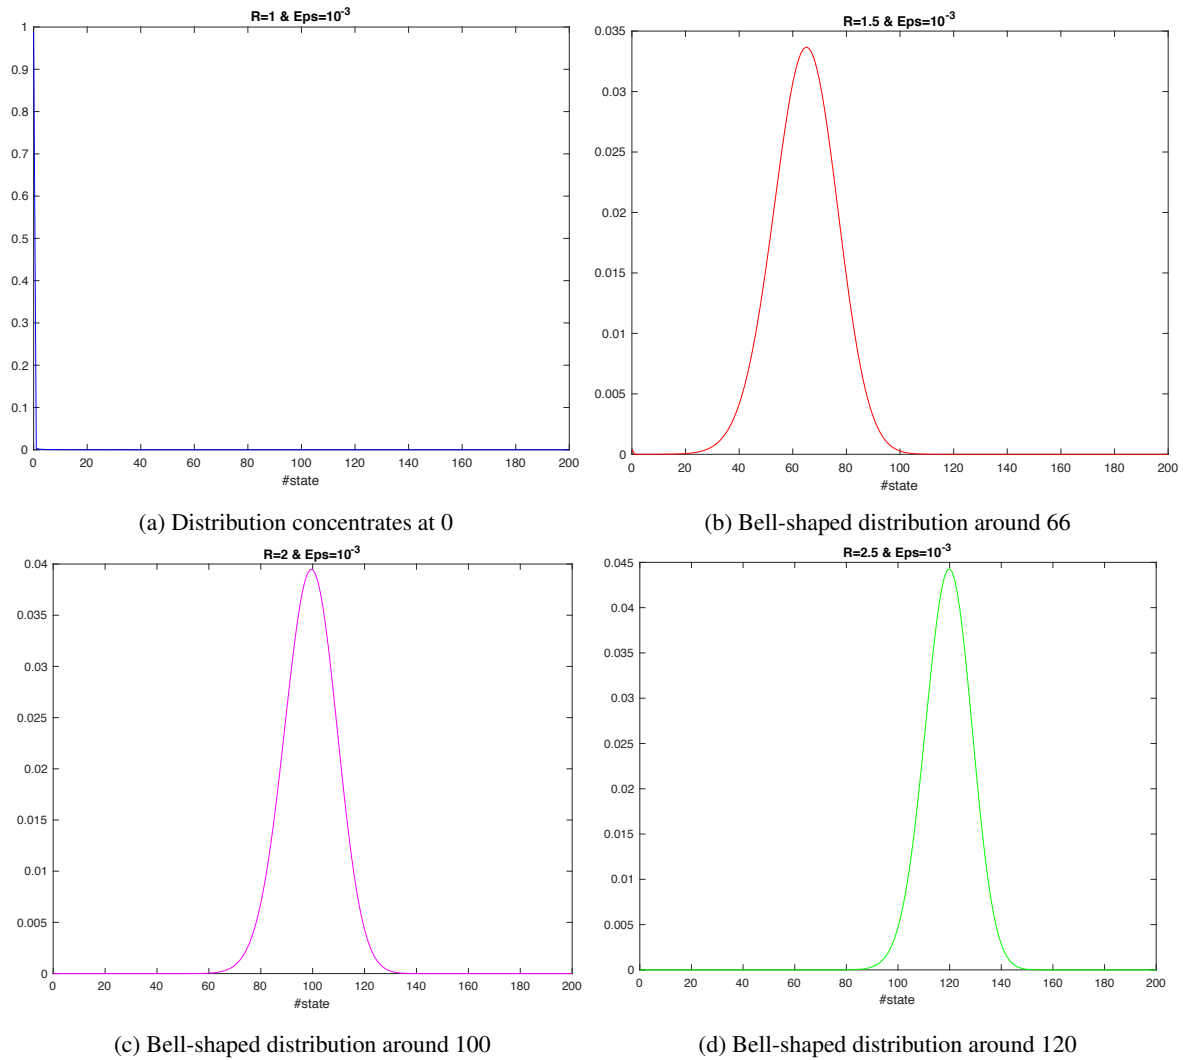 R=1 & Eps=10^-3
1
0.9
0.8
0.7
0.6
0.5
0.4
0.3
0.2
0.1
0
0 20 40 60 80 100 120 140 160 180 200
#state
(a) Distribution concentrates at 0
R=1.5 & Eps=10^-3
0.035
0.03
0.025
0.02
0.015
0.01
0.005
0
0 20 40 60 80 100 120 140 160 180 200
#state
(b) Bell-shaped distribution around 66
R=2 & Eps=10^-3
0.04
0.035
0.03
0.025
0.02
0.015
0.01
0.005
0
0 20 40 60 80 100 120 140 160 180 200
#state
(c) Bell-shaped distribution around 100
R=2.5 & Eps=10^-3
0.045
0.04
0.035
0.03
0.025
0.02
0.015
0.01
0.005
0
0 20 40 60 80 100 120 140 160 180 200
#state
(d) Bell-shaped distribution around 120